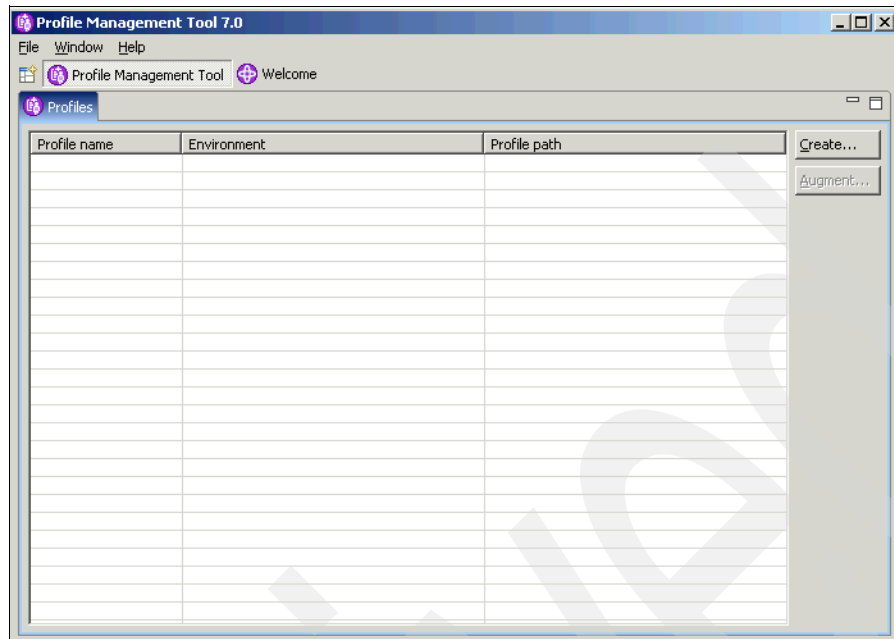 Profile Management Tool 7.0
File Window Help
Profile Management Tool Welcome
Profiles
Profile name Environment Profile path
Create...
Augment...